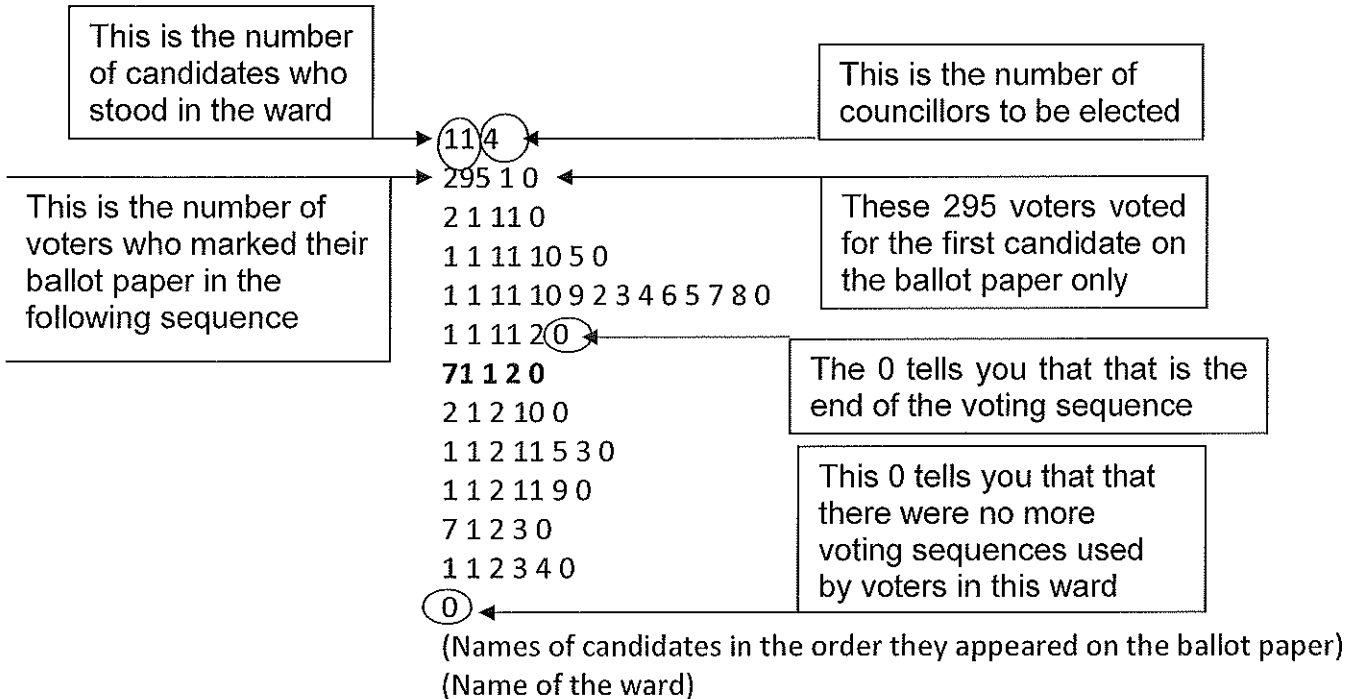 This is the number
of candidates who
stood in the ward
This is the number of
councillors to be elected
11 4
295 1 0
2 1 11 0
1 1 11 10 5 0
1 1 11 10 9 2 3 4 6 5 7 8 0
1 1 11 2 0
71 1 2 0
2 1 2 10 0
1 1 2 11 5 3 0
1 1 2 11 9 0
7 1 2 3 0
1 1 2 3 4 0
0
This is the number of
voters who marked their
ballot paper in the
following sequence
These 295 voters voted
for the first candidate on
the ballot paper only
The 0 tells you that that is the
end of the voting sequence
This 0 tells you that that
there were no more
voting sequences used
by voters in this ward
(Names of candidates in the order they appeared on the ballot paper)
(Name of the ward)